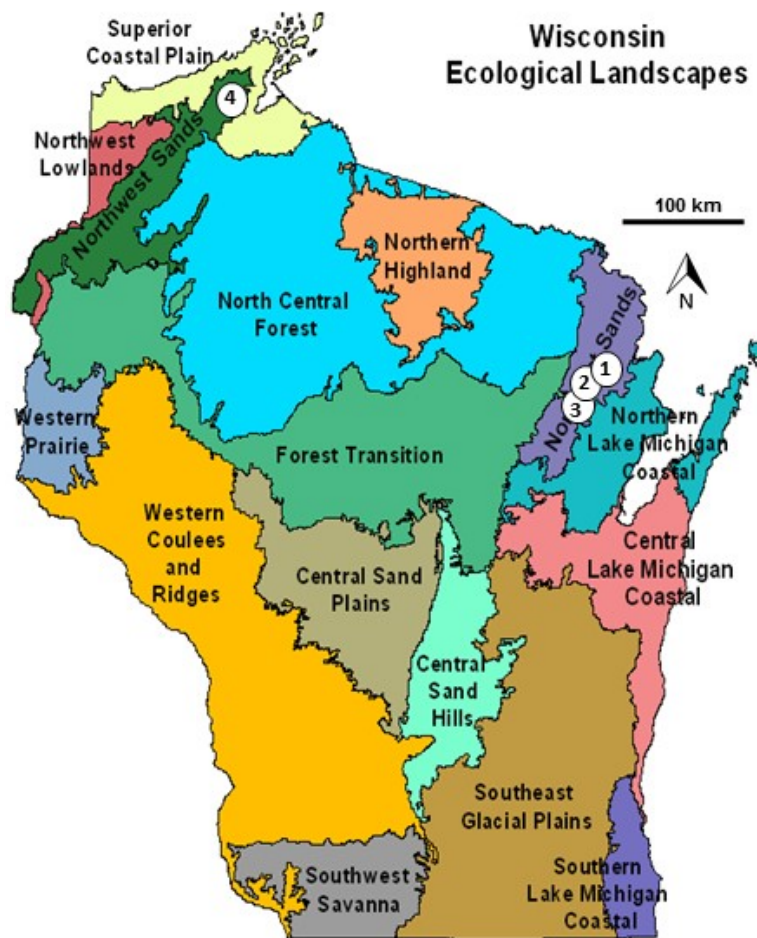 Superior
Coastal Plain
Wisconsin
Ecological Landscapes
4
Northwest
Lowlands
Northwest Sands
100 km
N
Northern
Highland
North Central
Forest
Sands
1
2
3
Western
Prairie
Forest Transition
Northern
Lake Michigan
Coastal
Western
Coulees
and
Ridges
Central Sand
Plains
Central
Lake Michigan
Coastal
Central
Sand
Hills
Southeast
Glacial Plains
Southwest
Savanna
Southern
Lake Michigan
Coastal